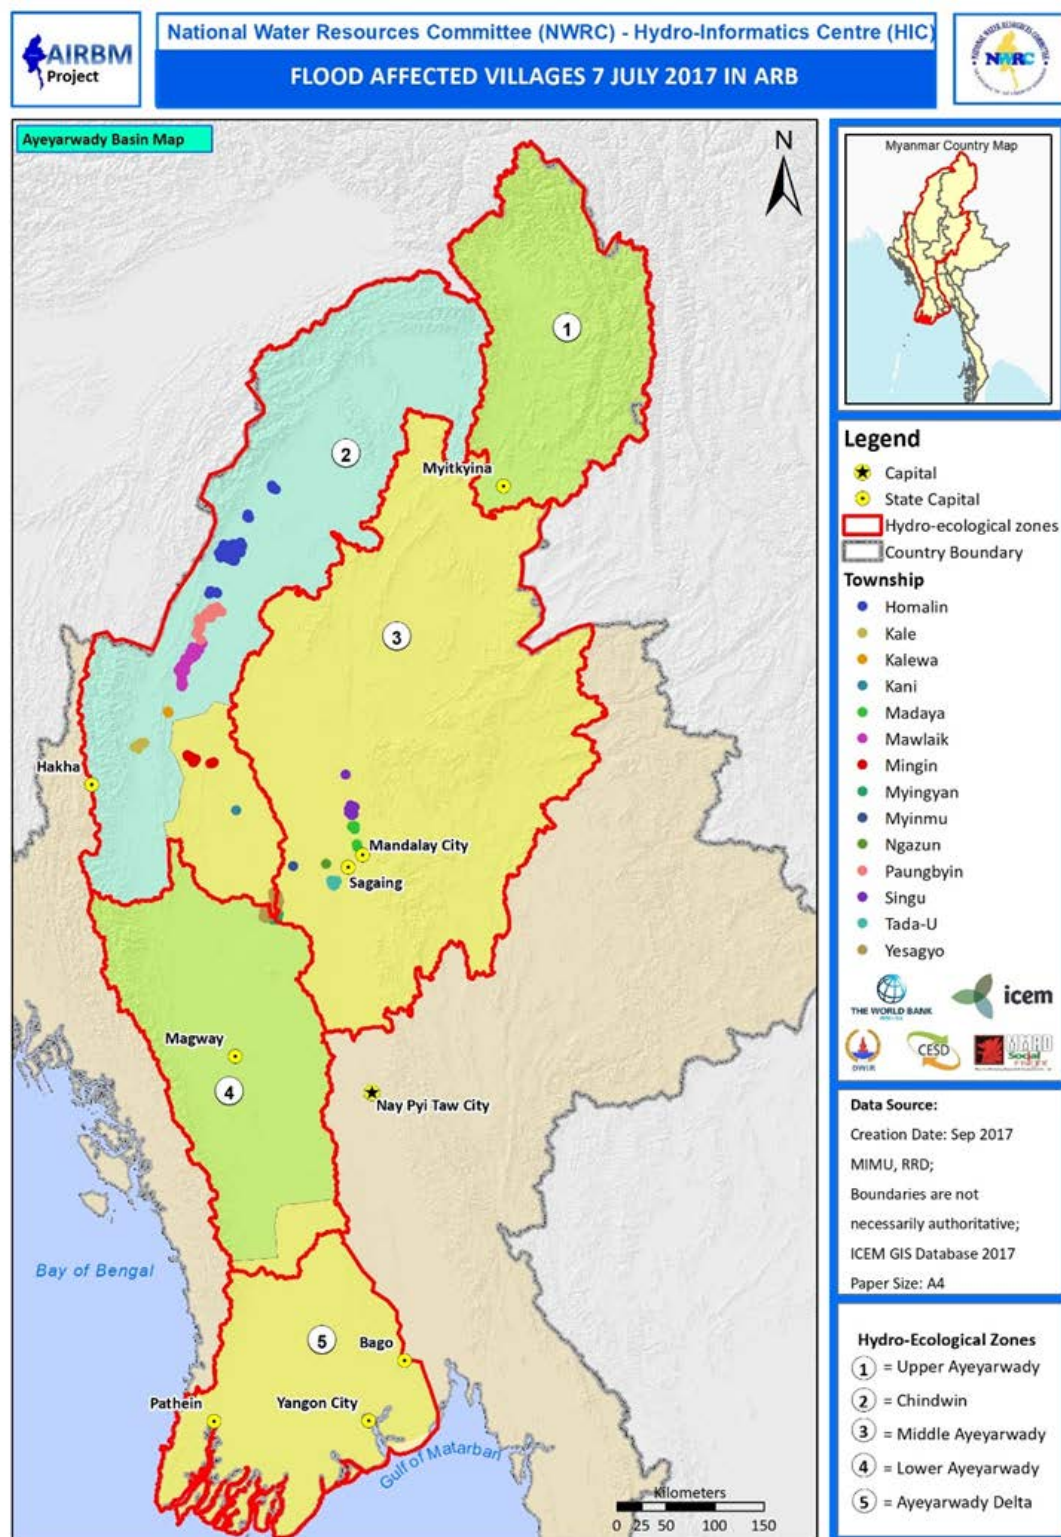 AIRBM
Project
National Water Resources Committee (NWRC) - Hydro-Informatics Centre (HIC)
FLOOD AFFECTED VILLAGES 7 JULY 2017 IN ARB
NWRC
Ayeyarwady Basin Map
N
1
2
Myitkyina
3
Hakha
Mandalay City
Sagaing
Magway
4
Nay Pyi Taw City
Bay of Bengal
5
Bago
Pathein
Yangon City
Gulf of Matarban
Kilometers
0 25 50 100 150
Myanmar Country Map
Legend
Capital
State Capital
Hydro-ecological zones
Country Boundary
Township
Homalin
Kale
Kalewa
Kani
Madaya
Mawlaik
Mingin
Myingyan
Myinmu
Ngazun
Paungbyin
Singu
Tada-U
Yesagyo
THE WORLD BANK
icem
DWIR
CESD
MMRD
Social
Data Source:
Creation Date: Sep 2017
MIMU, RRD;
Boundaries are not
necessarily authoritative;
ICEM GIS Database 2017
Paper Size: A4
Hydro-Ecological Zones
1 = Upper Ayeyarwady
2 = Chindwin
3 = Middle Ayeyarwady
4 = Lower Ayeyarwady
5 = Ayeyarwady Delta